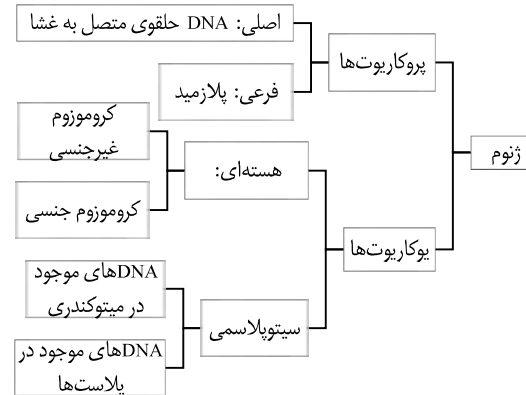 ژنوم
پروکاریوت‌ها
اصلی: DNA حلقوی متصل به غشا
فرعی: پلازمید
یوکاریوت‌ها
هسته‌ای:
کروموزوم
غیرجنسی
کروموزوم جنسی
سیتوپلاسمی
DNAهای موجود
در میتوکندری
DNAهای موجود در
پلاست‌ها